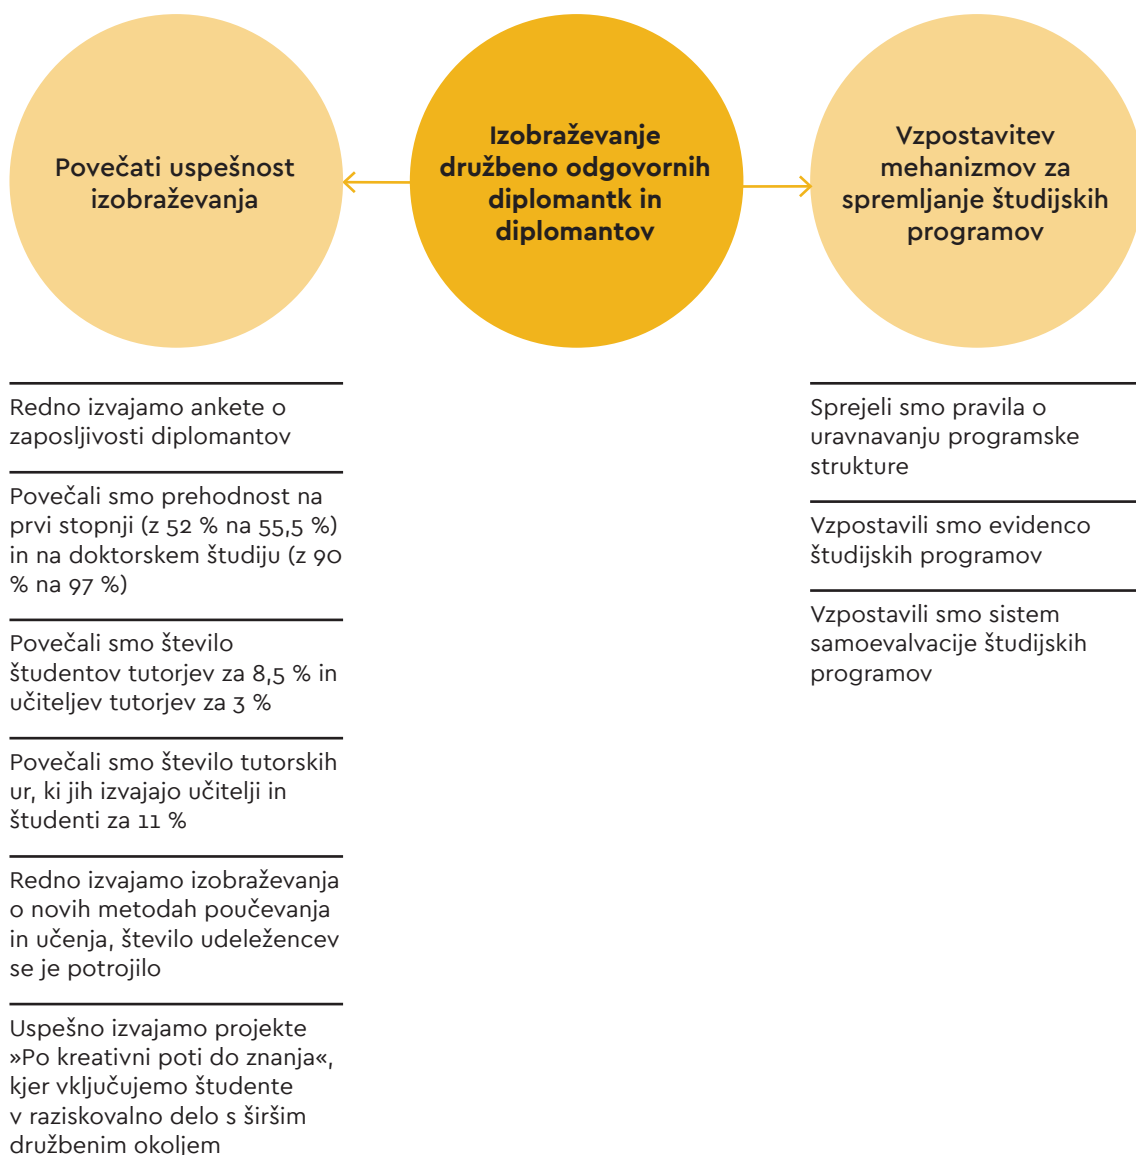 Povečati uspešnost
izobraževanja
Izobraževanje
družbeno odgovornih
diplomantk in
diplomantov
Vzpostavitev
mehanizmov za
spremljanje študijskih
programov
Redno izvajamo ankete o
zaposljivosti diplomantov
Povečali smo prehodnost na
prvi stopnji (z 52 % na 55,5 %)
in na doktorskem študiju (z 90
% na 97 %)
Povečali smo število
študentov tutorjev za 8,5 % in
učiteljev tutorjev za 3 %
Povečali smo število tutorskih
ur, ki jih izvajajo učitelji in
študenti za 11 %
Redno izvajamo izobraževanja
o novih metodah poučevanja
in učenja, število udeležencev
se je potrojilo
Uspešno izvajamo projekte
»Po kreativni poti do znanja«,
kjer vključujemo študente
v raziskovalno delo s širšim
družbenim okoljem
Sprejeli smo pravila o
uravnavanju programske
strukture
Vzpostavili smo evidenco
študijskih programov
Vzpostavili smo sistem
samoevalvacije študijskih
programov